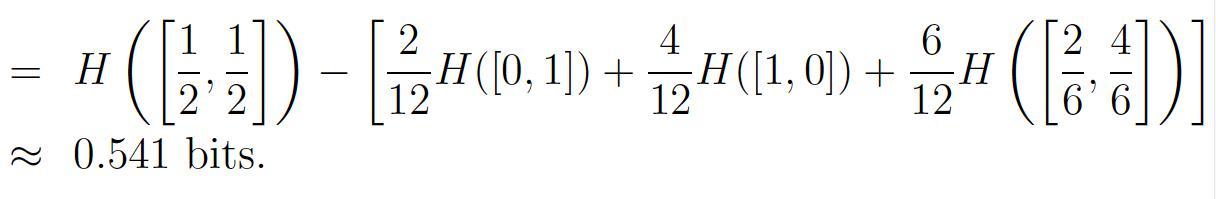 = H([1/2, 1/2]) − [2/12 H([0, 1]) + 4/12 H([1, 0]) + 6/12 H([2/6, 4/6])]
≈ 0.541 bits.